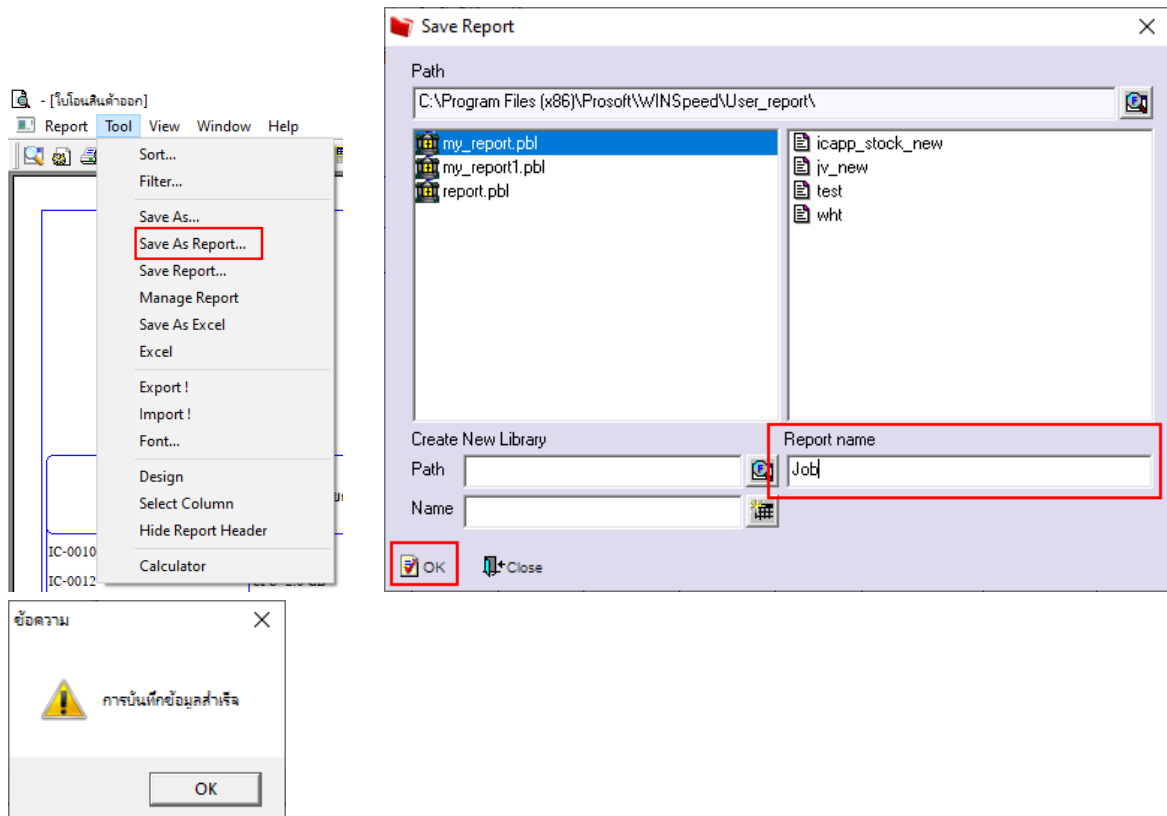 - [ใบโอนสินค้าออก]
Report Tool View Window Help
Sort...
Filter...
Save As...
Save As Report...
Save Report...
Manage Report
Save As Excel
Excel
Export !
Import !
Font...
Design
Select Column
Hide Report Header
Calculator
IC-0010
IC-0012
Save Report
Path
C:\Program Files (x86)\Prosoft\WINSpeed\User_report\
my_report.pbl
my_report1.pbl
report.pbl
icapp_stock_new
jv_new
test
wht
Create New Library
Path
Name
Report name
Job
OK Close
ข้อความ
การบันทึกข้อมูลสำเร็จ
OK